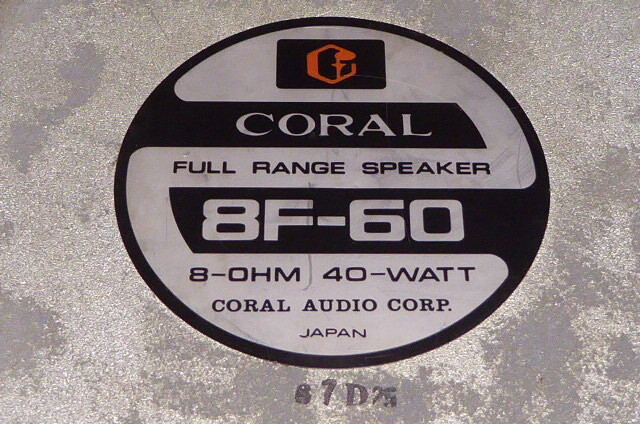 CORAL
FULL RANGE SPEAKER
8F-60
8-OHM 40-WATT
CORAL AUDIO CORP.
JAPAN